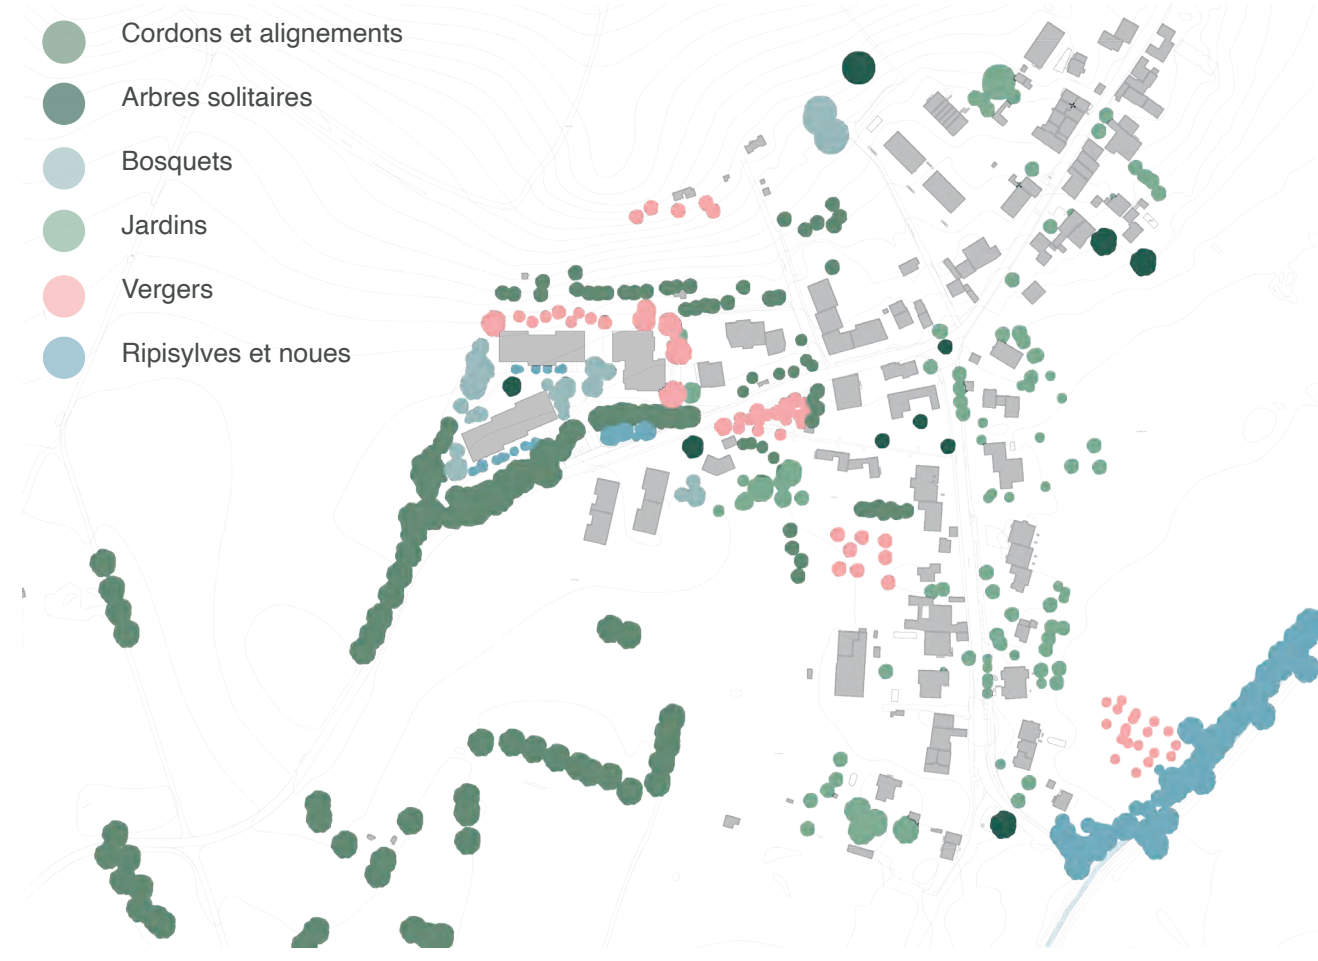 Cordons et alignements
Arbres solitaires
Bosquets
Jardins
Vergers
Ripisylves et noues